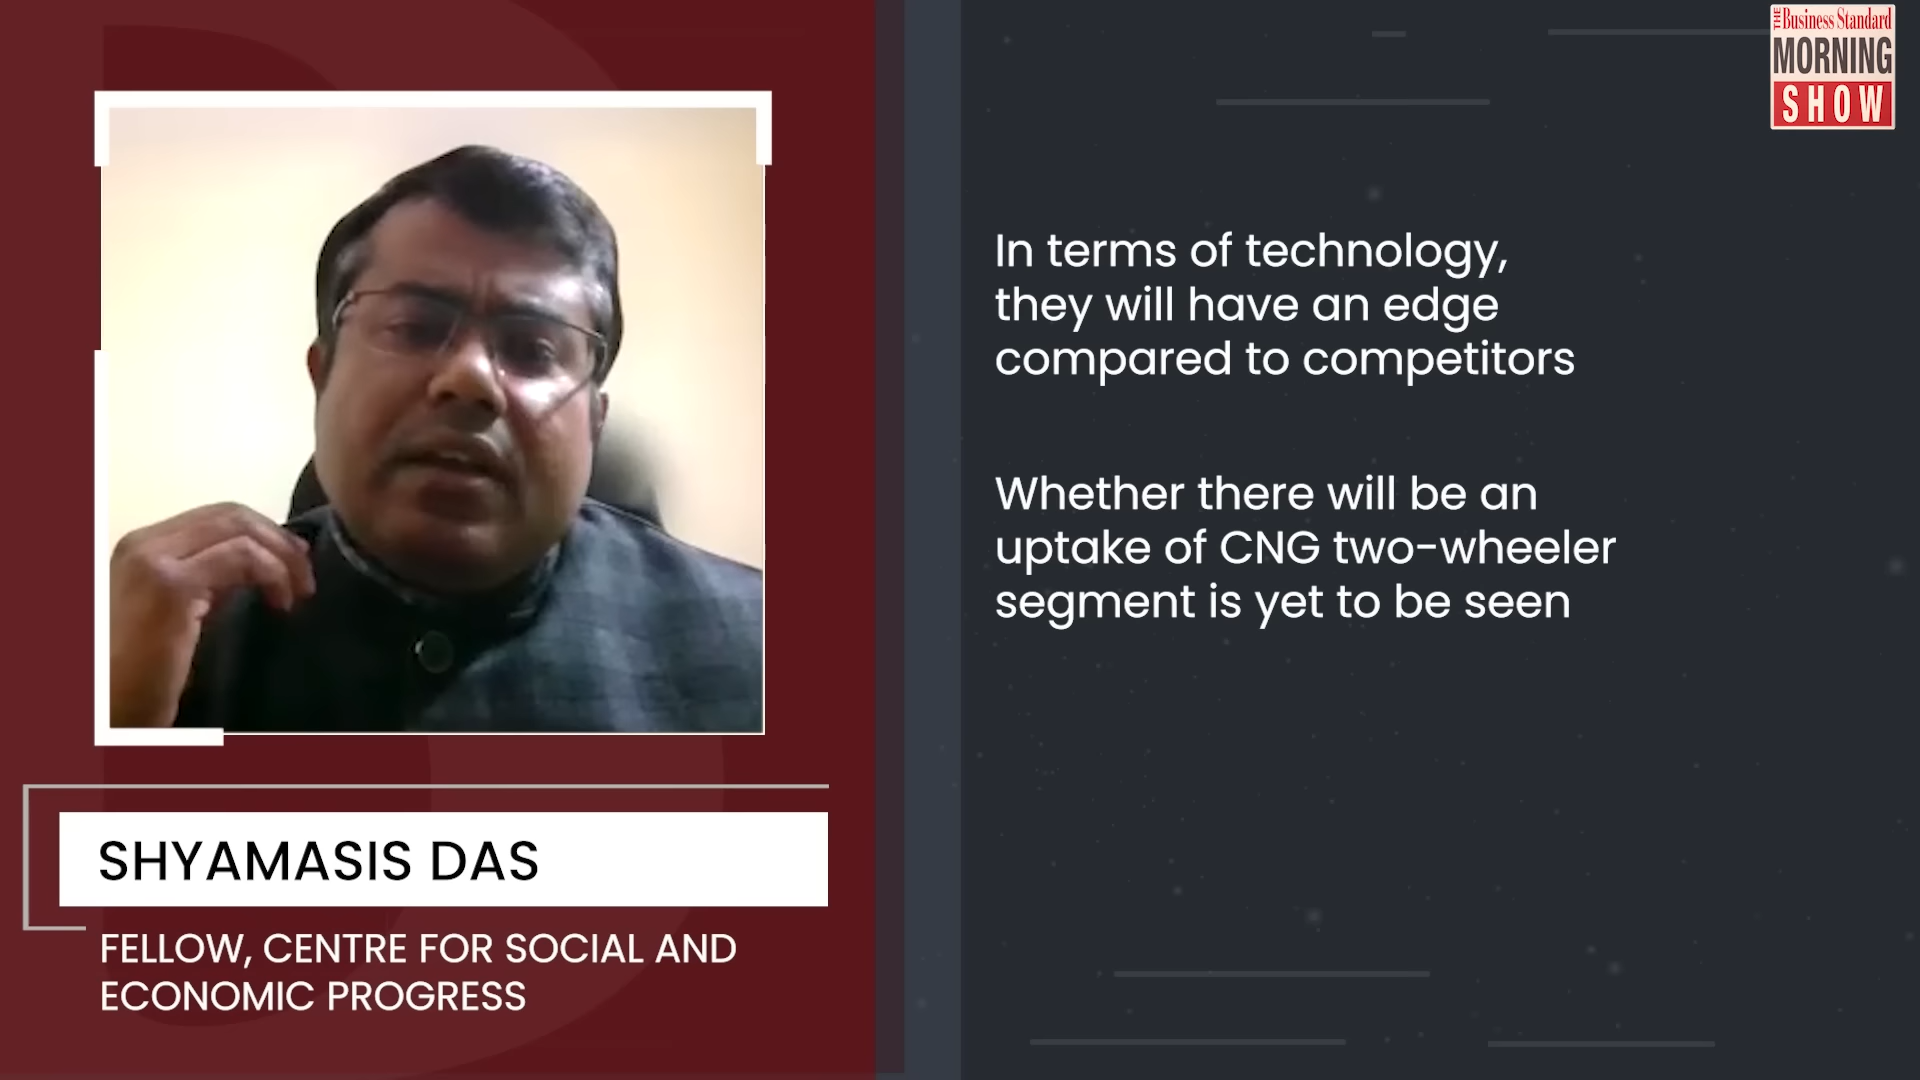 THE Business Standard
MORNING
SHOW
In terms of technology,
they will have an edge
compared to competitors
Whether there will be an
uptake of CNG two-wheeler
segment is yet to be seen
SHYAMASIS DAS
FELLOW, CENTRE FOR SOCIAL AND
ECONOMIC PROGRESS